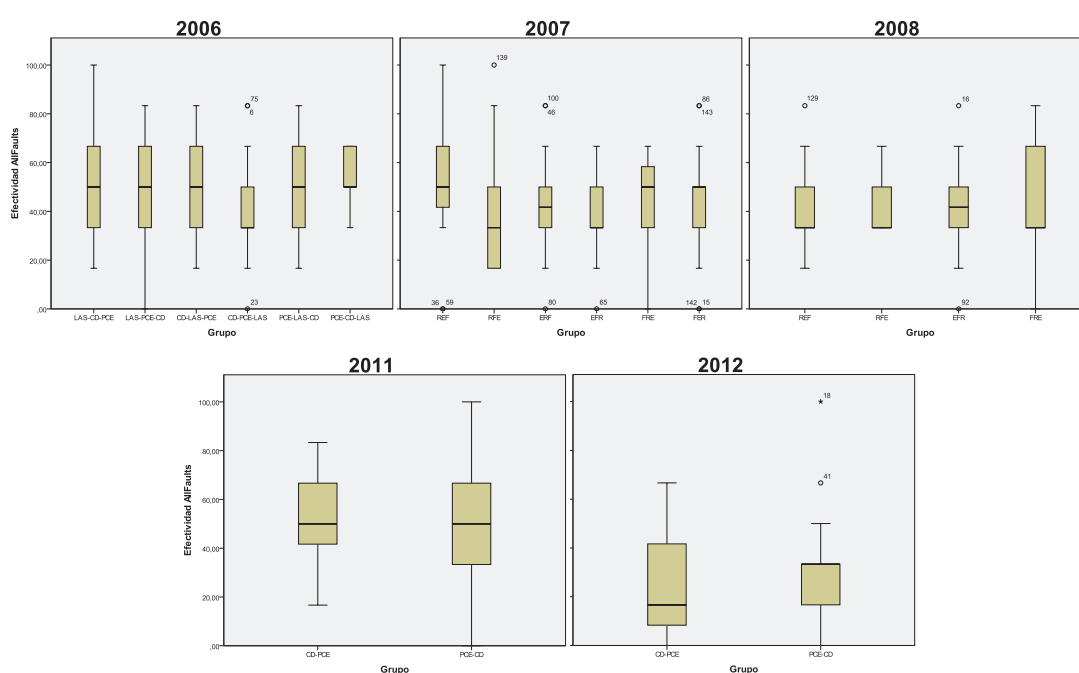 2006
2007
2008
Efectividad AllFaults
100,00
80,00
60,00
40,00
20,00
,00
75
6
23
LAS-CD-PCE LAS-PCE-CD CD-LAS-PCE CD-PCE-LAS PCE-LAS-CD PCE-CD-LAS
Grupo
139
100
46
86
143
36 59
80
65
142 15
REF RFE ERF EFR FRE FER
Grupo
129
16
92
REF RFE EFR FRE
Grupo
2011
2012
Efectividad AllFaults
100,00
80,00
60,00
40,00
20,00
,00
CD-PCE PCE-CD
Grupo
18
41
CD-PCE PCE-CD
Grupo